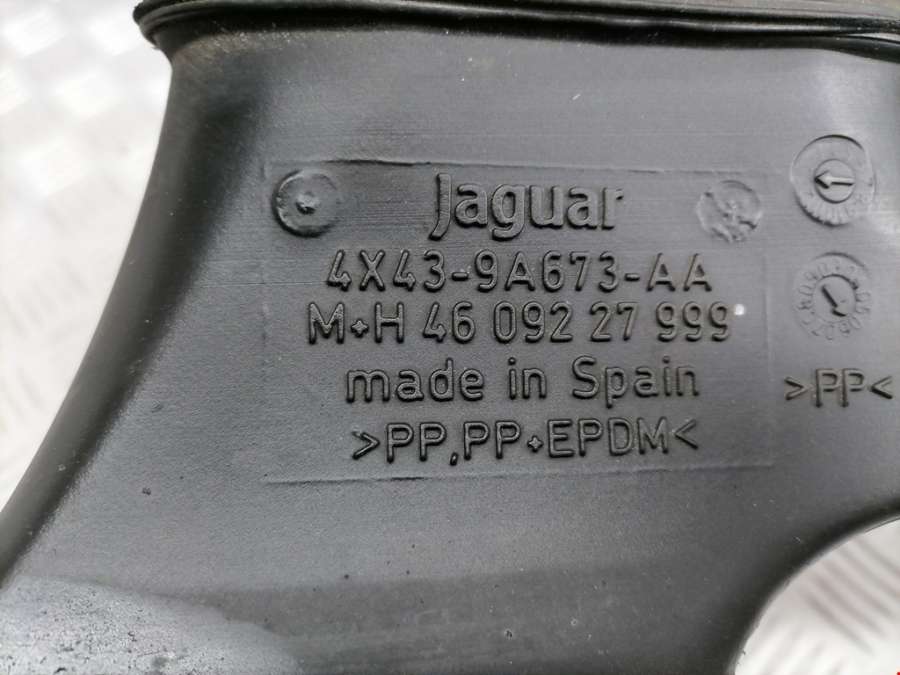 Jaguar
4X43-9A673-AA
M+H 46 092 27 999
made in Spain
>PP,PP+EPDM<
>PP<